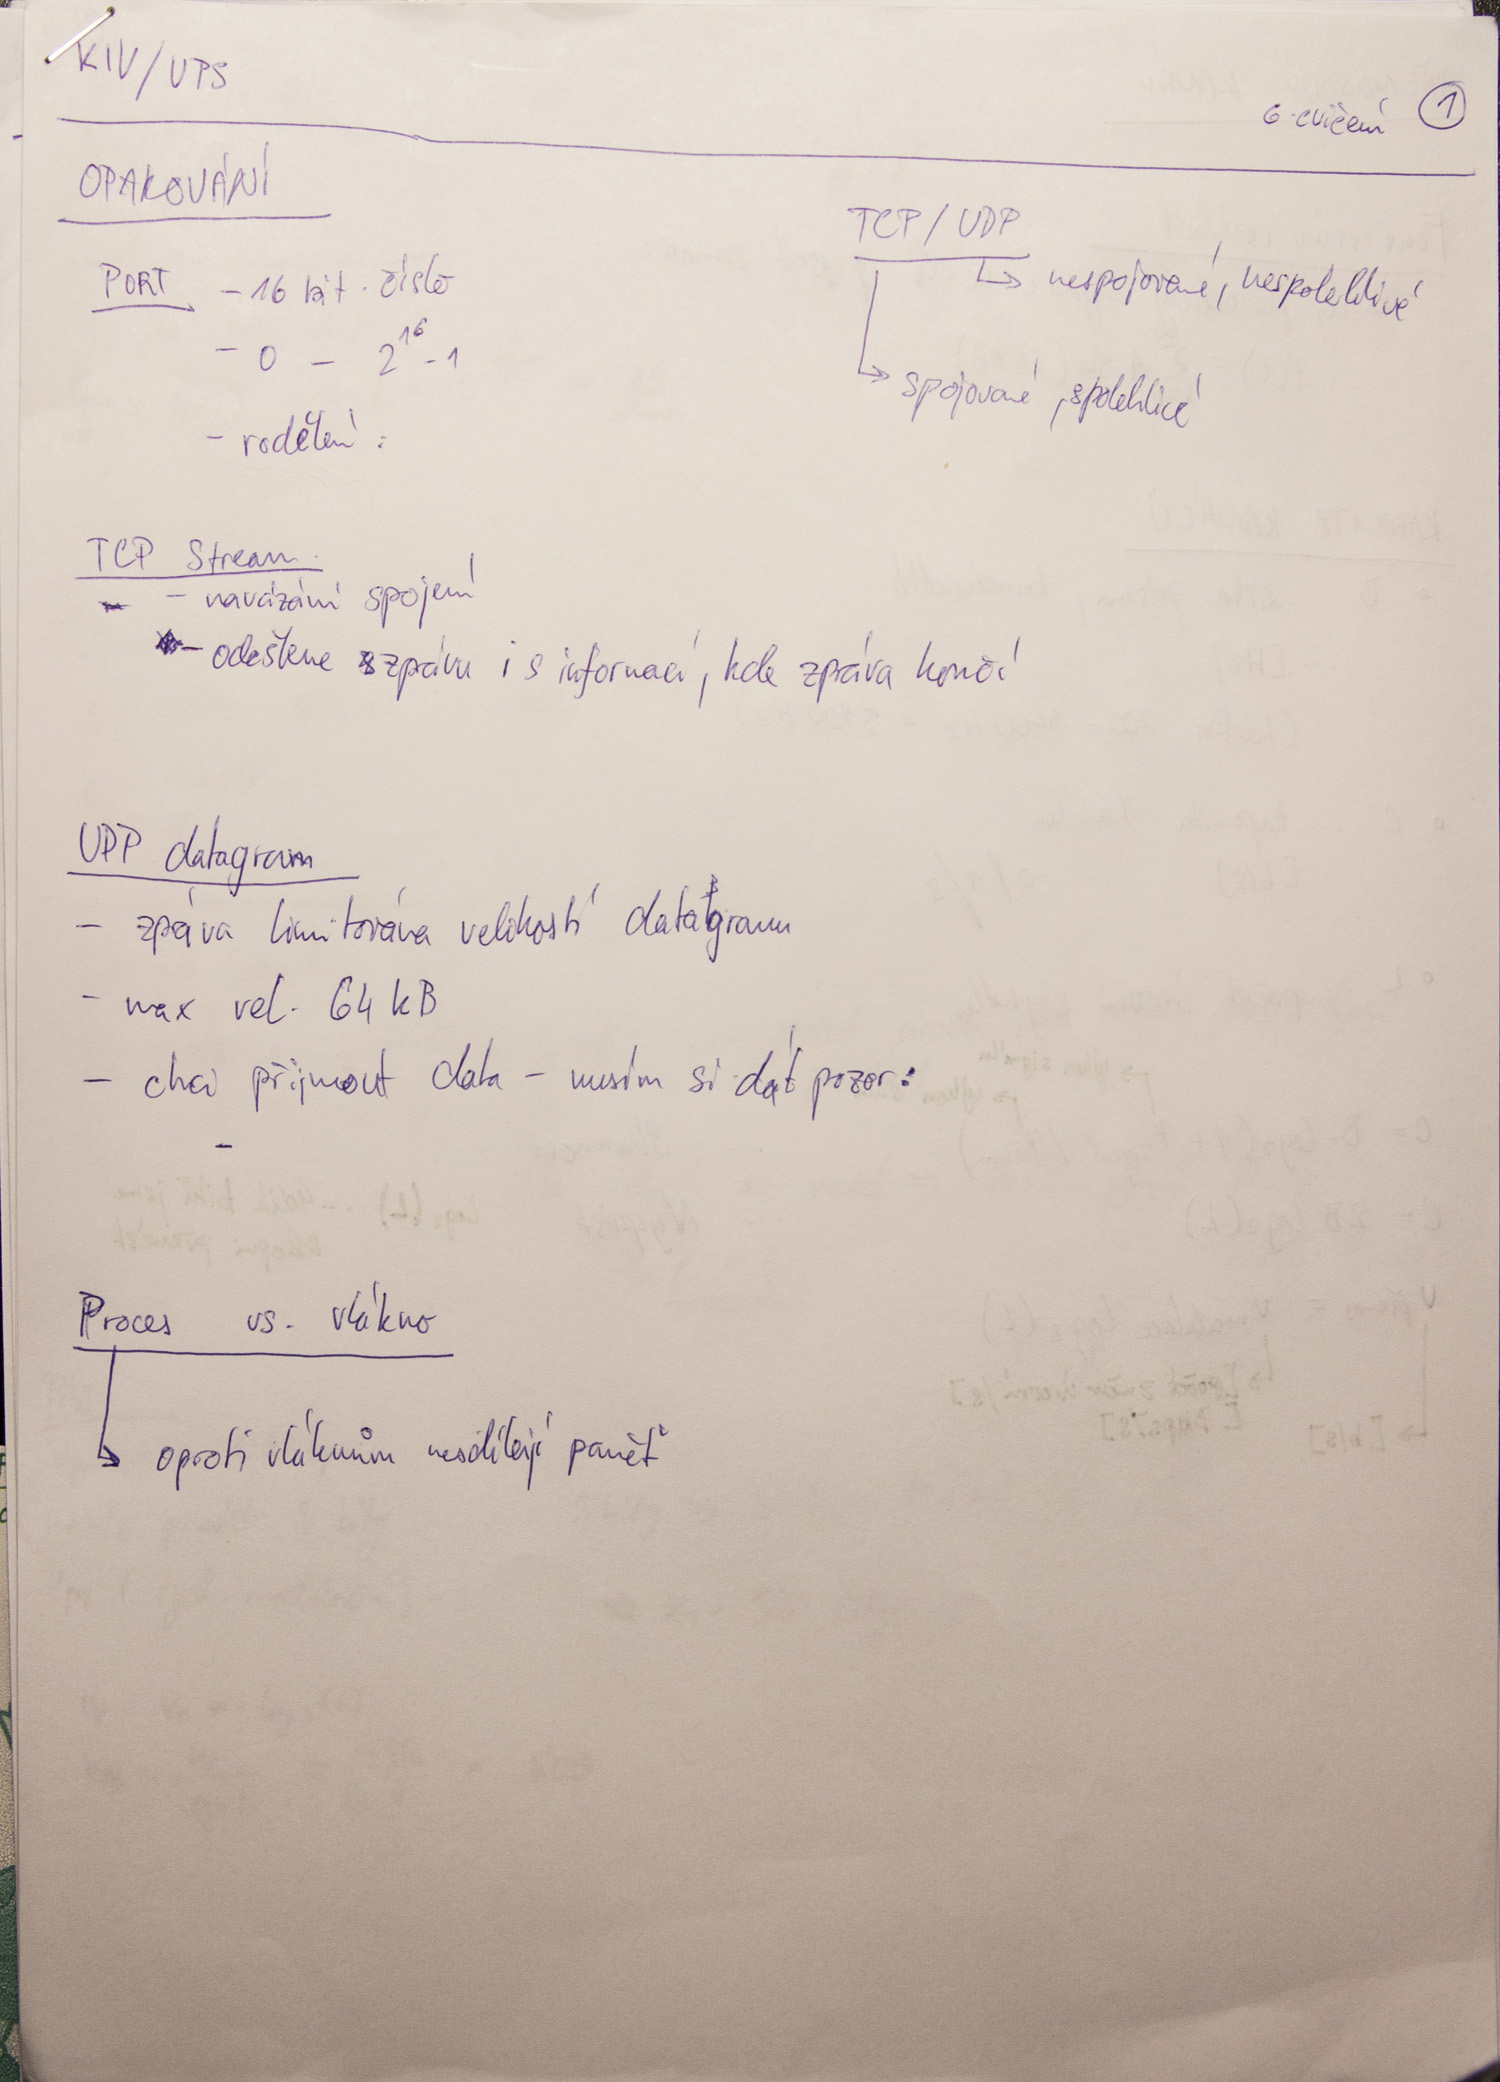 KIV/UPS
6. cvičení 1
OPAKOVÁNÍ
PORT - 16 bit. číslo
- 0 - 2^16 - 1
- rodělení :
TCP / UDP
nespojované, nespolehlivé
spojované, spolehlivé
TCP Stream
- navázání spojení
- odešleme zprávu i s informací, kde zpráva končí
UDP datagram
- zpráva limitována velikostí datagramu
- max vel. 64 kB
- chci přijmout data - musím si dát pozor :
-
Proces vs. vlákno
oproti vláknům nesdílejí paměť